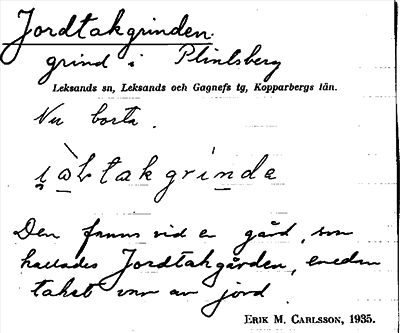 Jordtakgrinden.
grind i Plintsberg
Leksands sn, Leksands och Gagnefs tg, Kopparbergs län.
Nu borta.
takgrinda
Den fanns vid en gård, som
kallades Jordtakgården, emedan
taket var av jord
ERIK M. CARLSSON, 1935.